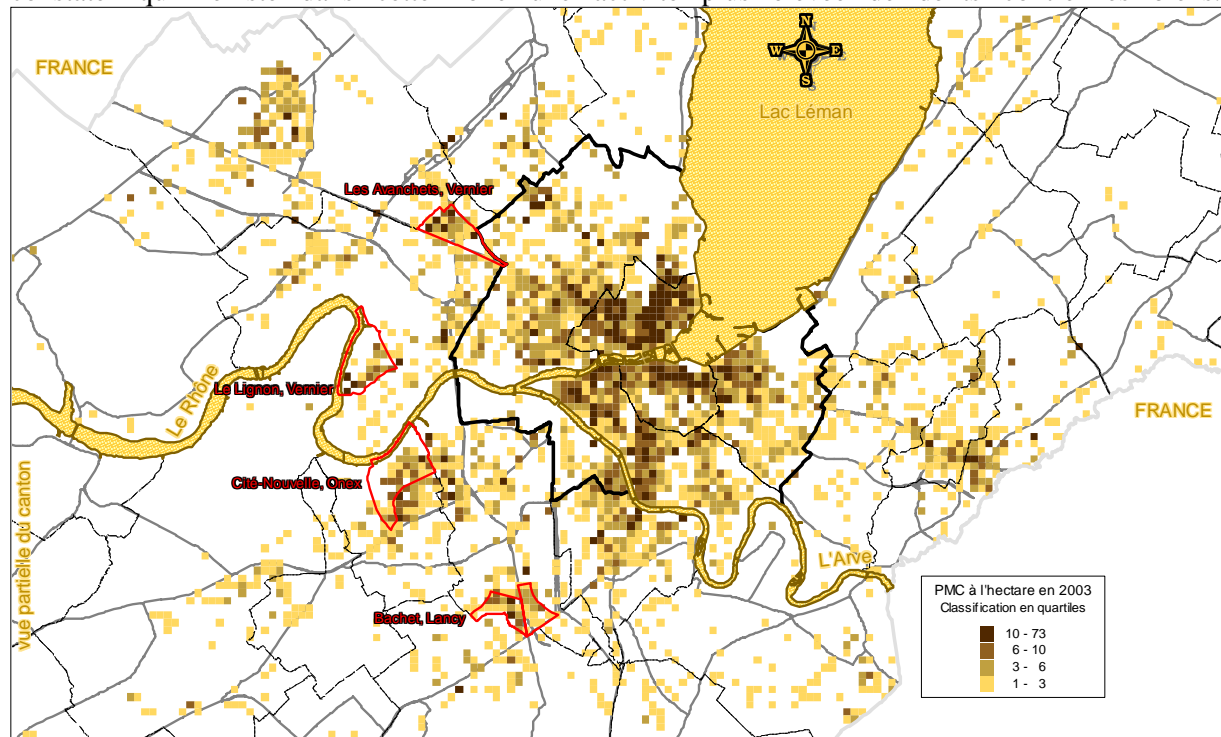 FRANCE
N
W E
S
Lac Léman
Les Avanchets, Vernier
Le Lignon, Vernier
Le Rhône
FRANCE
Cité-Nouvelle, Onex
vue partielle du canton
L'Arve
Bachet, Lancy
PMC à l'hectare en 2003
Classification en quartiles
10 - 73
6 - 10
3 - 6
1 - 3